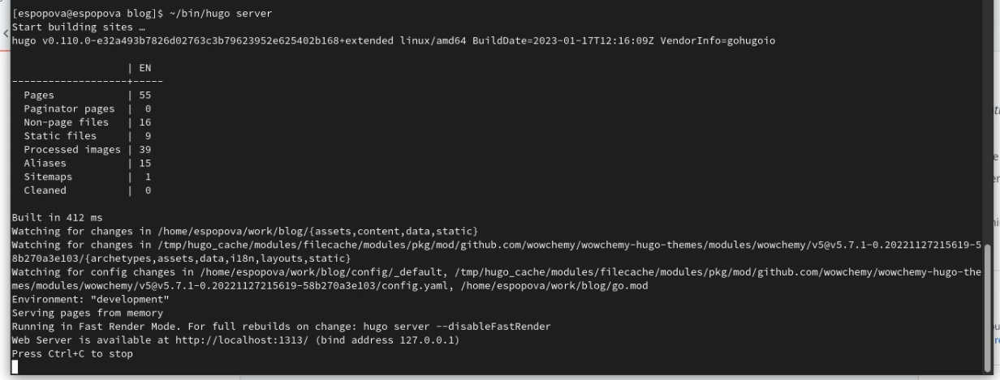 [espopova@espopova blog]$ ~/bin/hugo server
Start building sites …
hugo v0.110.0-e32a493b7826d02763c3b79623952e625402b168+extended linux/amd64 BuildDate=2023-01-17T12:16:09Z VendorInfo=gohugoio
                   | EN
-------------------+-----
  Pages            | 55
  Paginator pages  |  0
  Non-page files   | 16
  Static files     |  9
  Processed images | 39
  Aliases          | 15
  Sitemaps         |  1
  Cleaned          |  0
Built in 412 ms
Watching for changes in /home/espopova/work/blog/{assets,content,data,static}
Watching for changes in /tmp/hugo_cache/modules/filecache/modules/pkg/mod/github.com/wowchemy/wowchemy-hugo-themes/modules/wowchemy/v5@v5.7.1-0.20221127215619-5
8b270a3e103/{archetypes,assets,data,i18n,layouts,static}
Watching for config changes in /home/espopova/work/blog/config/_default, /tmp/hugo_cache/modules/filecache/modules/pkg/mod/github.com/wowchemy/wowchemy-hugo-the
mes/modules/wowchemy/v5@v5.7.1-0.20221127215619-58b270a3e103/config.yaml, /home/espopova/work/blog/go.mod
Environment: "development"
Serving pages from memory
Running in Fast Render Mode. For full rebuilds on change: hugo server --disableFastRender
Web Server is available at http://localhost:1313/ (bind address 127.0.0.1)
Press Ctrl+C to stop